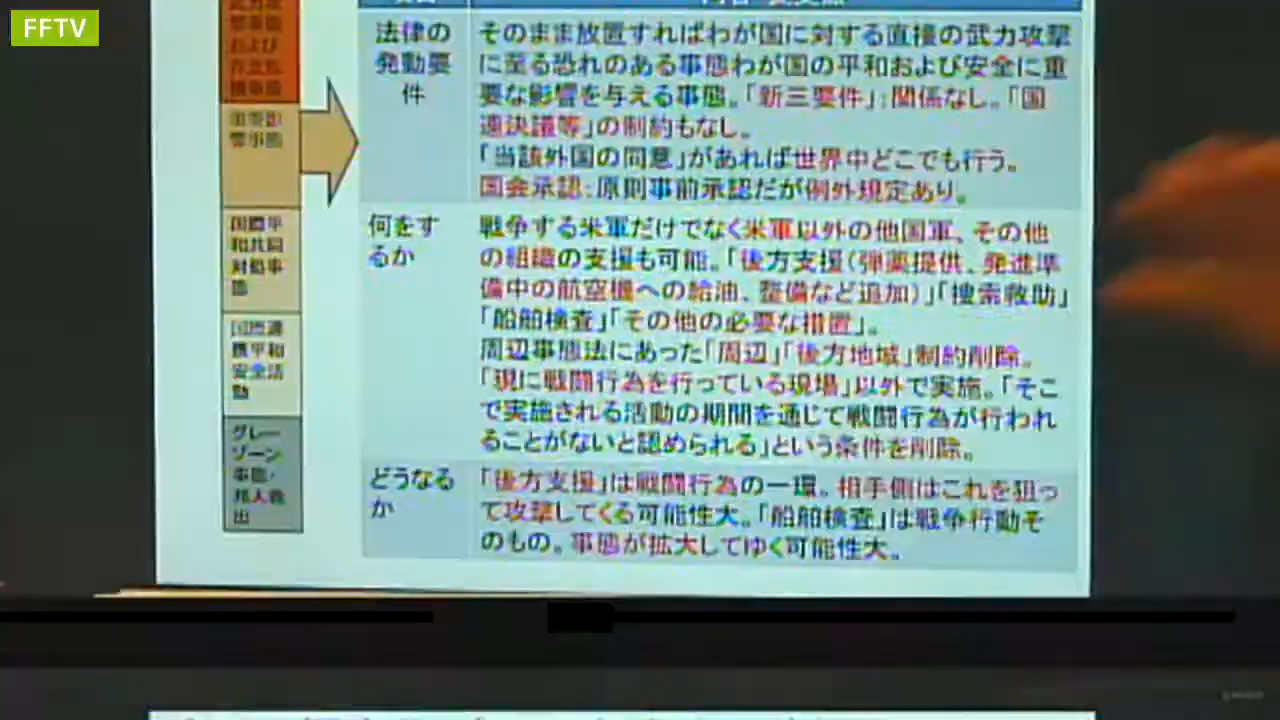 FFTV
法律の
発動要
件
そのまま放置すればわが国に対する直接の武力攻撃
に至る恐れのある事態わが国の平和および安全に重
要な影響を与える事態。「新三要件」:関係なし。「国
連決議等」の制約もなし。
「当該外国の同意」があれば世界中どこでも行う。
国会承認:原則事前承認だが例外規定あり。
何をす
るか
戦争する米軍だけでなく米軍以外の他国軍、その他
の組織の支援も可能。「後方支援(弾薬提供、発進準
備中の航空機への給油、整備など追加)」「捜索救助」
「船舶検査」「その他の必要な措置」。
周辺事態法にあった「周辺」「後方地域」制約削除。
「現に戦闘行為を行っている現場」以外で実施。「そこ
で実施される活動の期間を通じて戦闘行為が行われ
ることがないと認められる」という条件を削除。
どうなる
か
「後方支援」は戦闘行為の一環。相手側はこれを狙っ
て攻撃してくる可能性大。「船舶検査」は戦争行動そ
のもの。事態が拡大してゆく可能性大。
および
重要影
響事態
国際平
和共同
対処事
態
国際連
携平和
安全活
動
グレー
ゾーン
事態・
邦人救
出